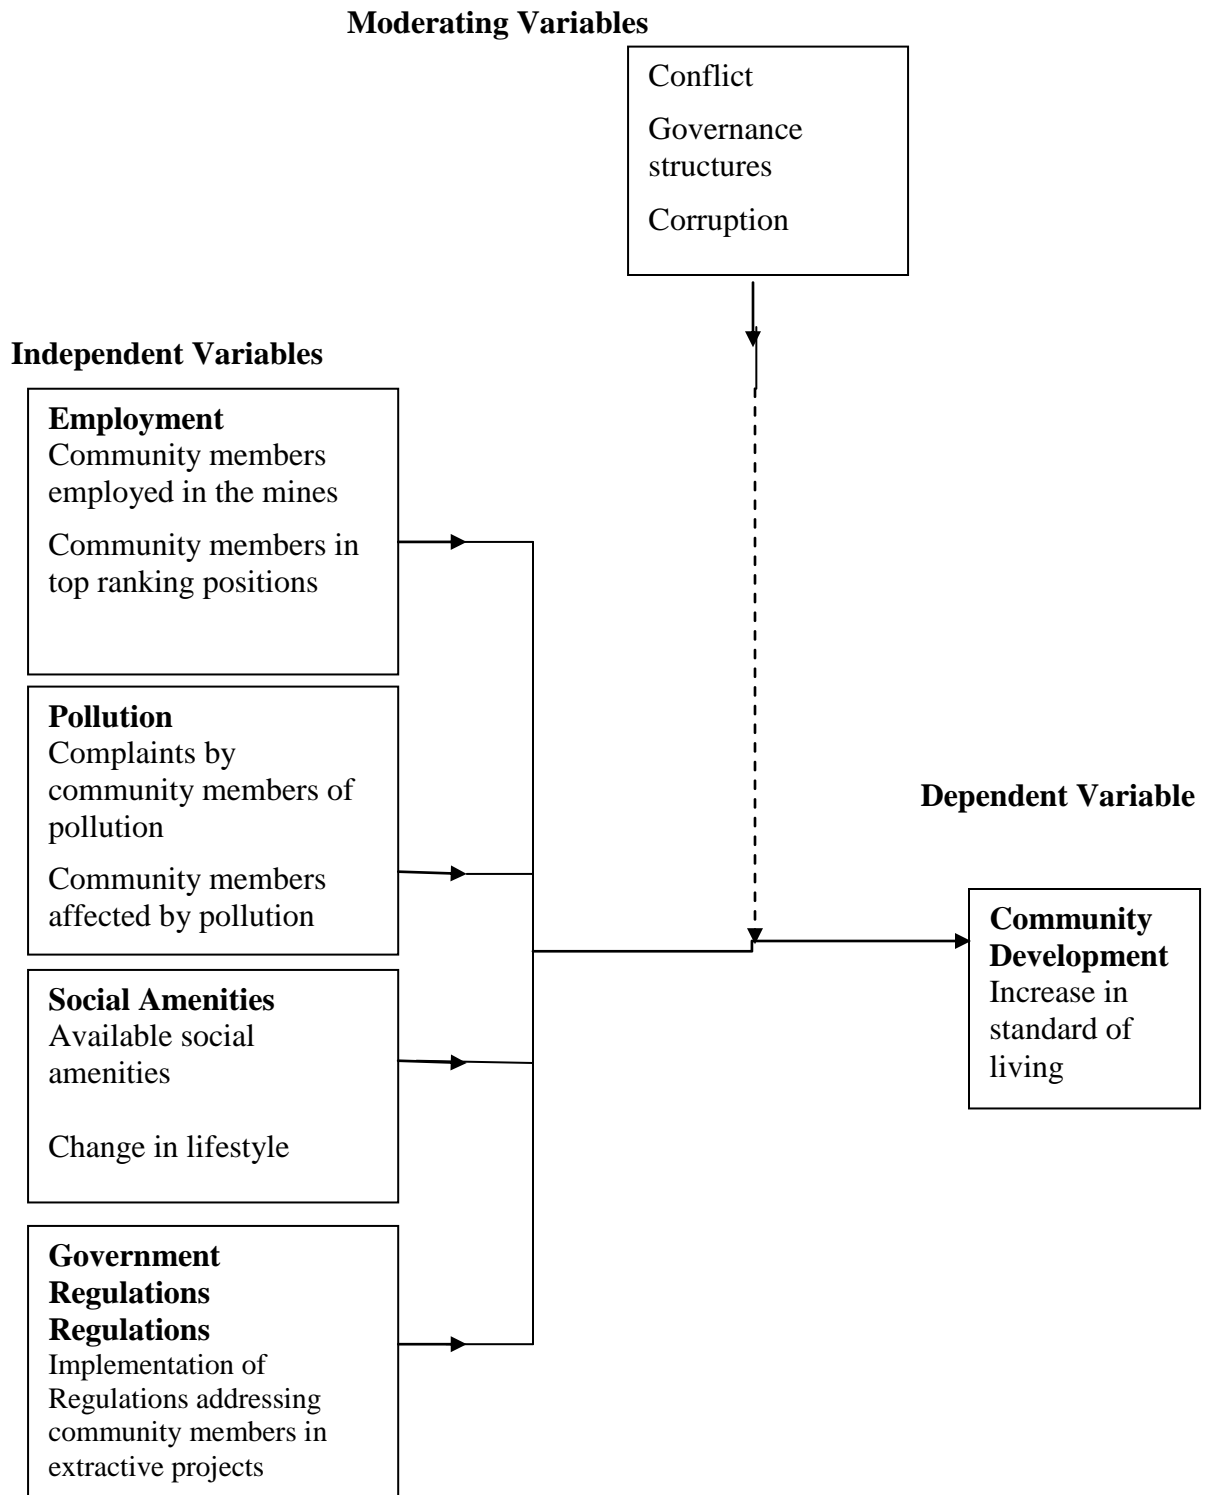 Moderating Variables
Conflict
Governance
structures
Corruption
Independent Variables
Employment
Community members
employed in the mines
Community members in
top ranking positions
Pollution
Complaints by
community members of
pollution
Community members
affected by pollution
Social Amenities
Available social
amenities
Change in lifestyle
Government
Regulations
Regulations
Implementation of
Regulations addressing
community members in
extractive projects
Dependent Variable
Community
Development
Increase in
standard of
living